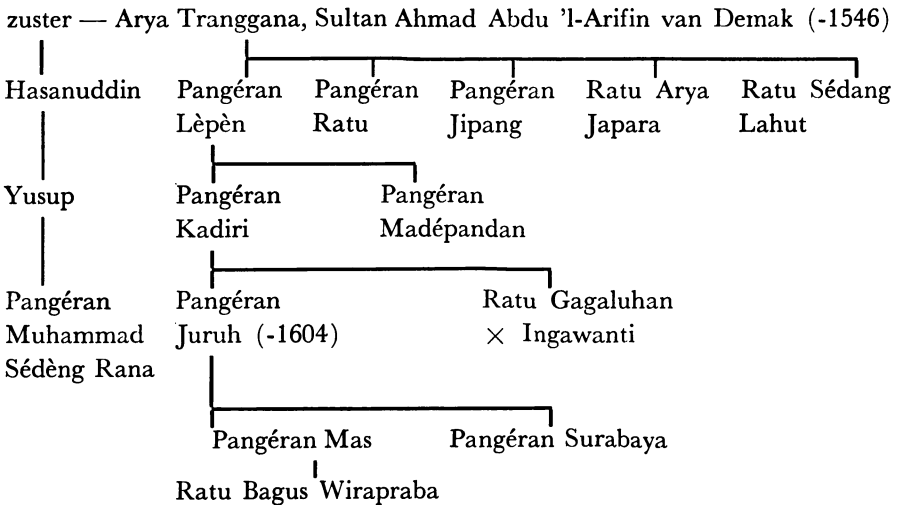 zuster — Arya Tranggana, Sultan Ahmad Abdu 'l-Arifin van Demak (-1546)
Hasanuddin Pangéran Pangéran Pangéran Ratu Arya Ratu Sédang
Lèpèn Ratu Jipang Japara Lahut
Yusup Pangéran Pangéran
Kadiri Madépandan
Pangéran Pangéran Ratu Gagaluhan
Muhammad Juruh (-1604) × Ingawanti
Sédèng Rana
Pangéran Mas Pangéran Surabaya
Ratu Bagus Wirapraba